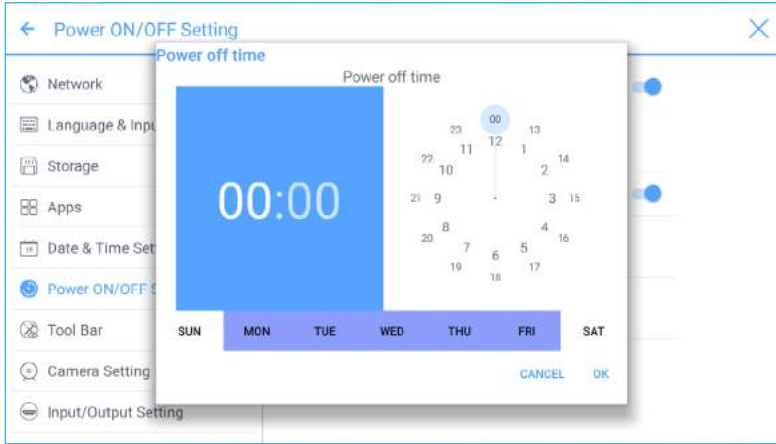 Power ON/OFF Setting
Power off time
Power off time
Network
Language & Inpu
Storage
Apps
Date & Time Set
Power ON/OFF S
Tool Bar
Camera Setting
Input/Output Setting
00:00
00
23 13
12
11 1
22 14
10 2
21 9 3 15
8 4
20 16
7 5
6
19 17
18
SUN MON TUE WED THU FRI SAT
CANCEL OK